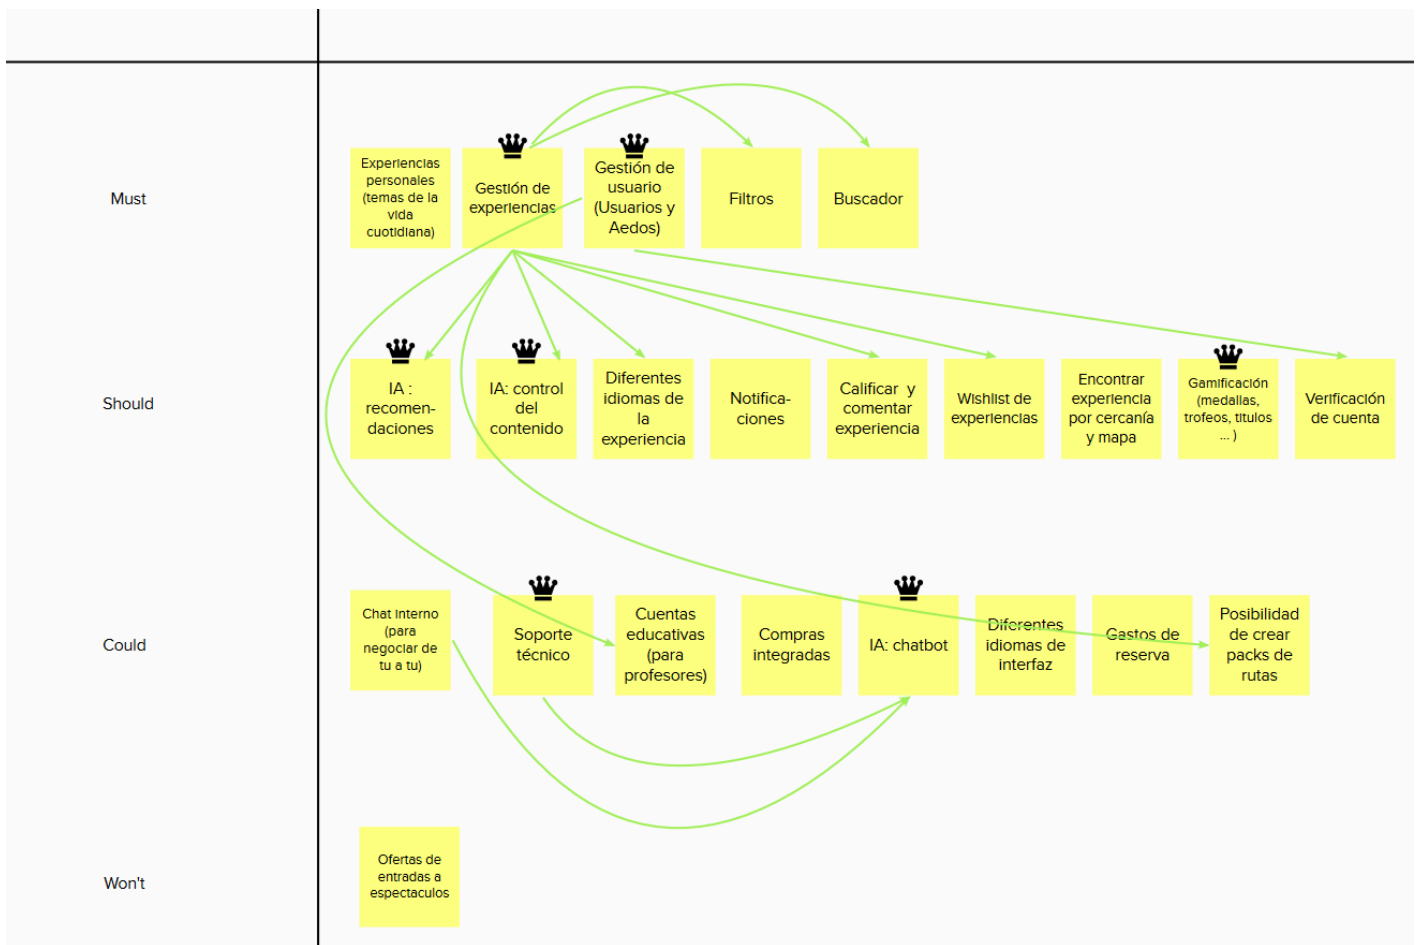 Must
Experiencias
personales
(temas de la
vida
cuotidiana)
Gestión de
experiencias
Gestión de
usuario
(Usuarios y
Aedos)
Filtros
Buscador
Should
IA :
recomen-
daciones
IA: control
del
contenido
Diferentes
idiomas de
la
experiencia
Notifica-
ciones
Calificar y
comentar
experiencia
Wishlist de
experiencias
Encontrar
experiencia
por cercanía
y mapa
Gamificación
(medallas,
trofeos, titulos
... )
Verificación
de cuenta
Could
Chat interno
(para
negociar de
tu a tu)
Soporte
técnico
Cuentas
educativas
(para
profesores)
Compras
integradas
IA: chatbot
Diferentes
idiomas de
interfaz
Gastos de
reserva
Posibilidad
de crear
packs de
rutas
Won't
Ofertas de
entradas a
espectaculos